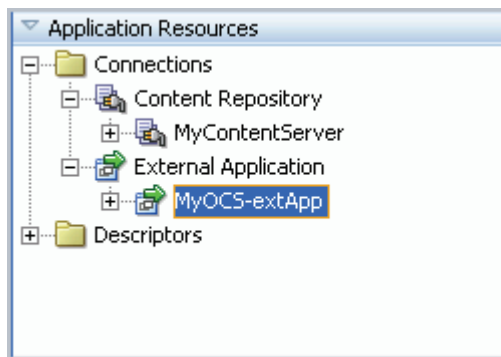 Application Resources
Connections
Content Repository
MyContentServer
External Application
MyOCS-extApp
Descriptors